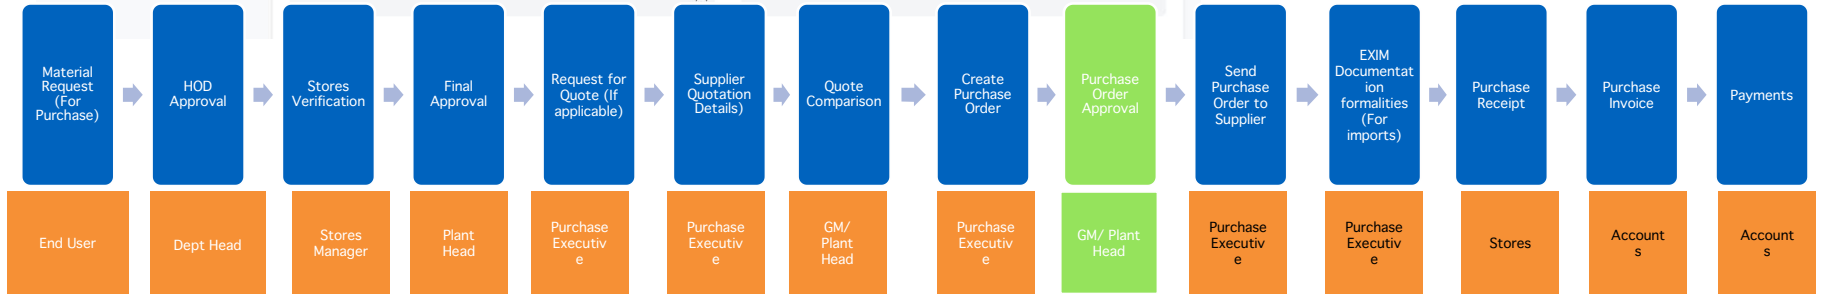 Material
Request
(For
Purchase)
HOD
Approval
Stores
Verification
Final
Approval
Request for
Quote (If
applicable)
Supplier
Quotation
Details)
Quote
Comparison
Create
Purchase
Order
Purchase
Order
Approval
Send
Purchase
Order to
Supplier
EXIM
Documentat
ion
formalities
(For
imports)
Purchase
Receipt
Purchase
Invoice
Payments
End User
Dept Head
Stores
Manager
Plant
Head
Purchase
Executiv
e
Purchase
Executiv
e
GM/
Plant
Head
Purchase
Executiv
e
GM/ Plant
Head
Purchase
Executiv
e
Purchase
Executiv
e
Stores
Account
s
Account
s